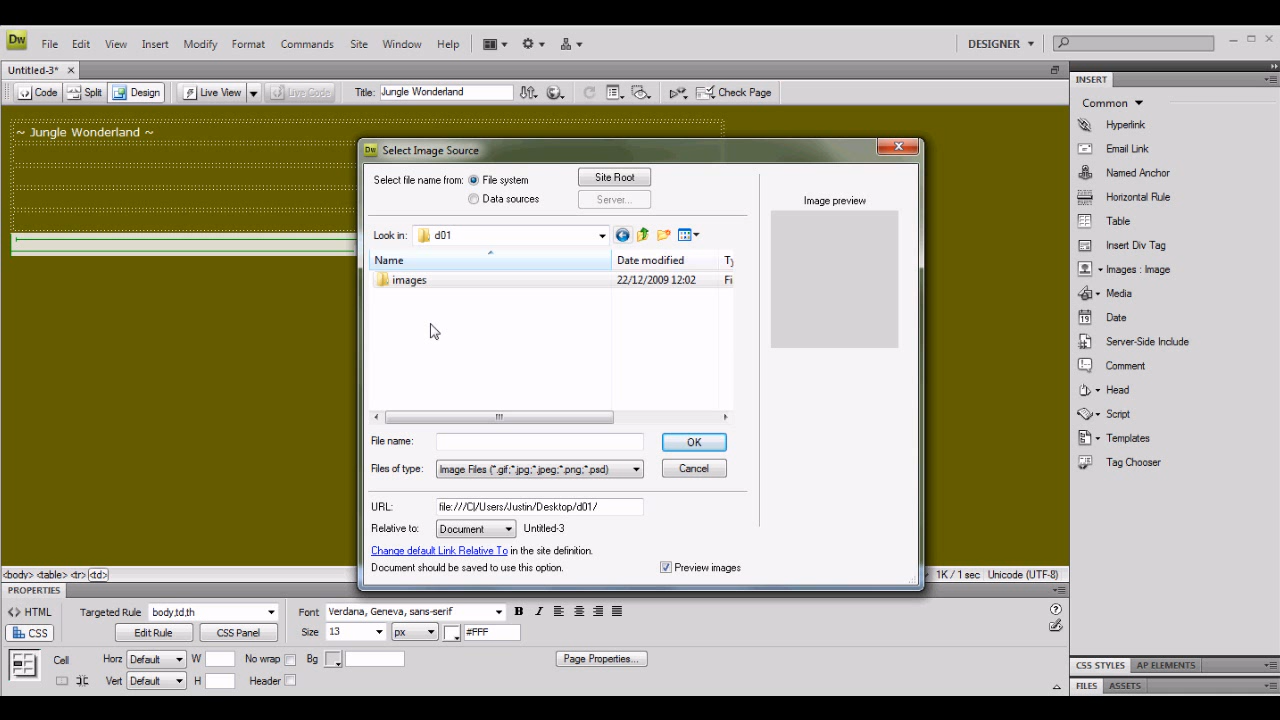 Dw File Edit View Insert Modify Format Commands Site Window Help DESIGNER
Untitled-3*
Code Split Design Live View Live Code Title: Jungle Wonderland Check Page
~ Jungle Wonderland ~
Dw Select Image Source
Select file name from: File system Site Root
Data sources Server...
Look in: d01
Name Date modified Ty
images 22/12/2009 12:02 Fi
File name: OK
Files of type: Image Files (*.gif;*.jpg;*.jpeg;*.png;*.psd) Cancel
URL: file:///C|/Users/Justin/Desktop/d01/
Relative to: Document Untitled-3
Change default Link Relative To in the site definition.
Document should be saved to use this option. Preview images
Image preview
INSERT
Common
Hyperlink
Email Link
Named Anchor
Horizontal Rule
Table
Insert Div Tag
Images : Image
Media
19 Date
Server-Side Include
Comment
Head
Script
Templates
Tag Chooser
<body> <table> <tr> <td> 1K / 1 sec Unicode (UTF-8)
PROPERTIES
<> HTML Targeted Rule body,td,th Font Verdana, Geneva, sans-serif B I
CSS Edit Rule CSS Panel Size 13 px #FFF
Cell Horz Default W No wrap Bg Page Properties...
Vert Default H Header
CSS STYLES AP ELEMENTS
FILES ASSETS